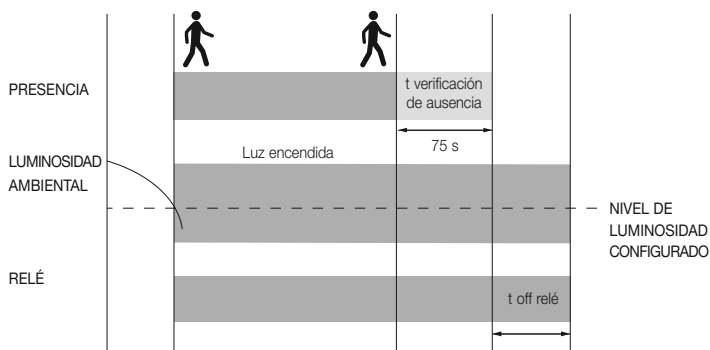 PRESENCIA
t verificación
de ausencia
75 s
Luz encendida
LUMINOSIDAD
AMBIENTAL
NIVEL DE
LUMINOSIDAD
CONFIGURADO
RELÉ
t off relé